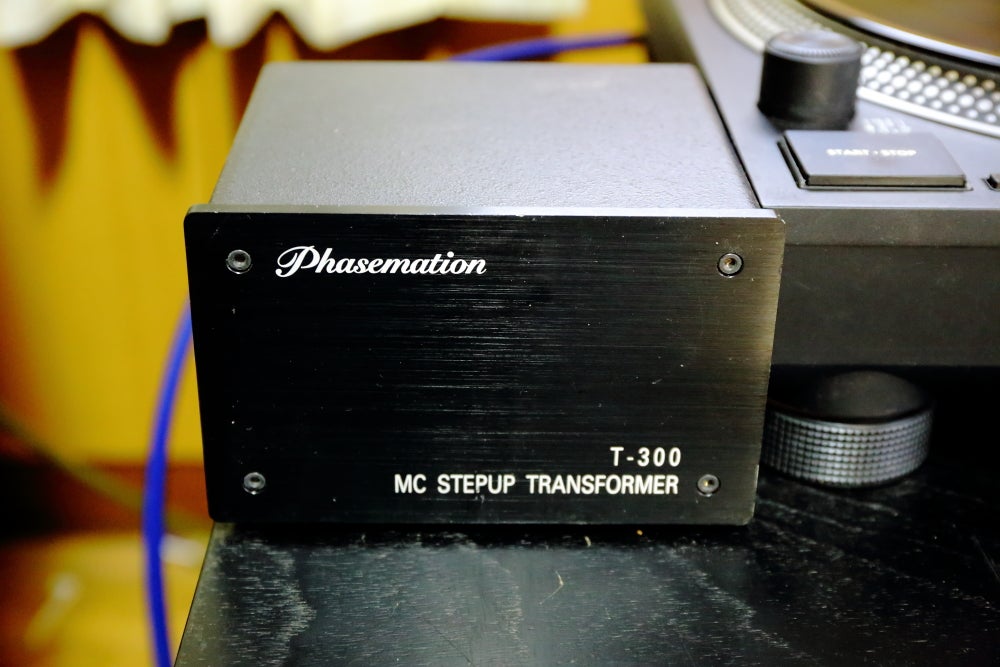 START • STOP
Phasemation
T-300
MC STEPUP TRANSFORMER